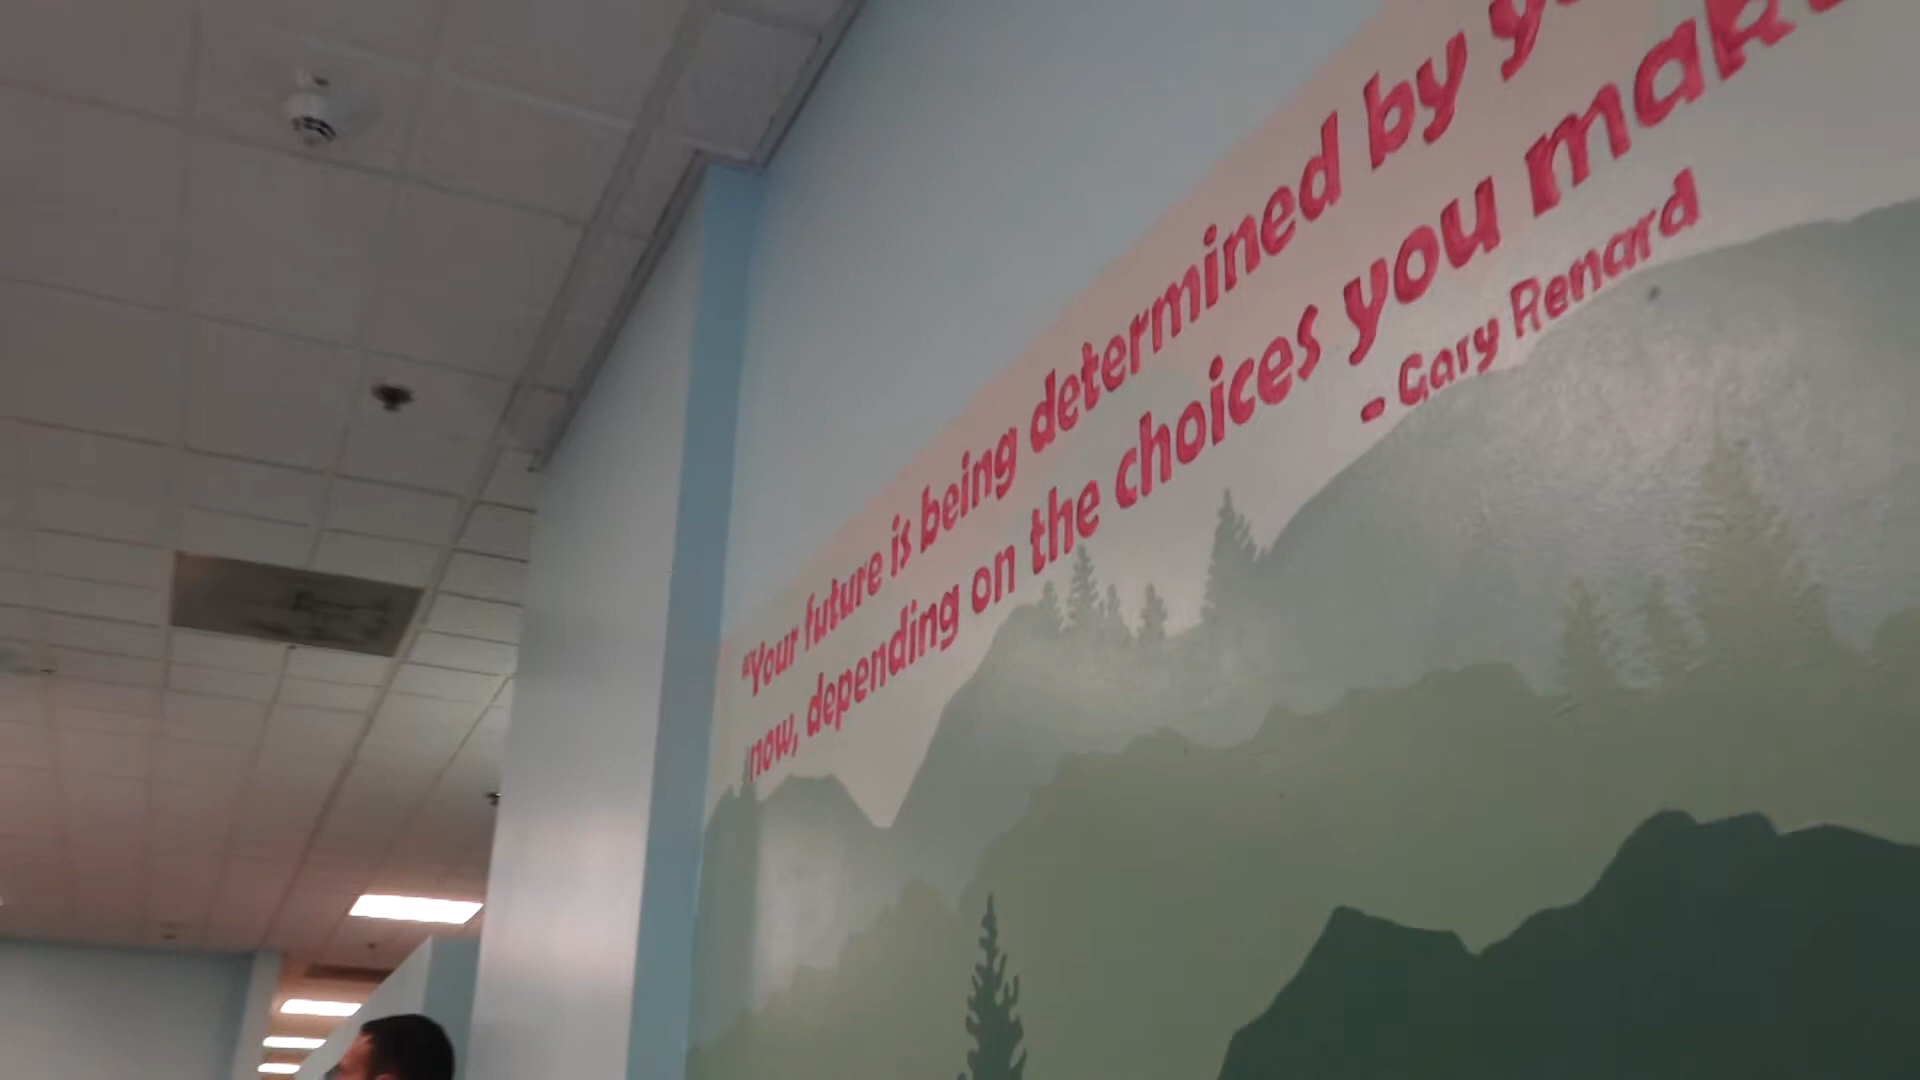 "Your future is being determined by
now, depending on the choices you
- Gary Renard